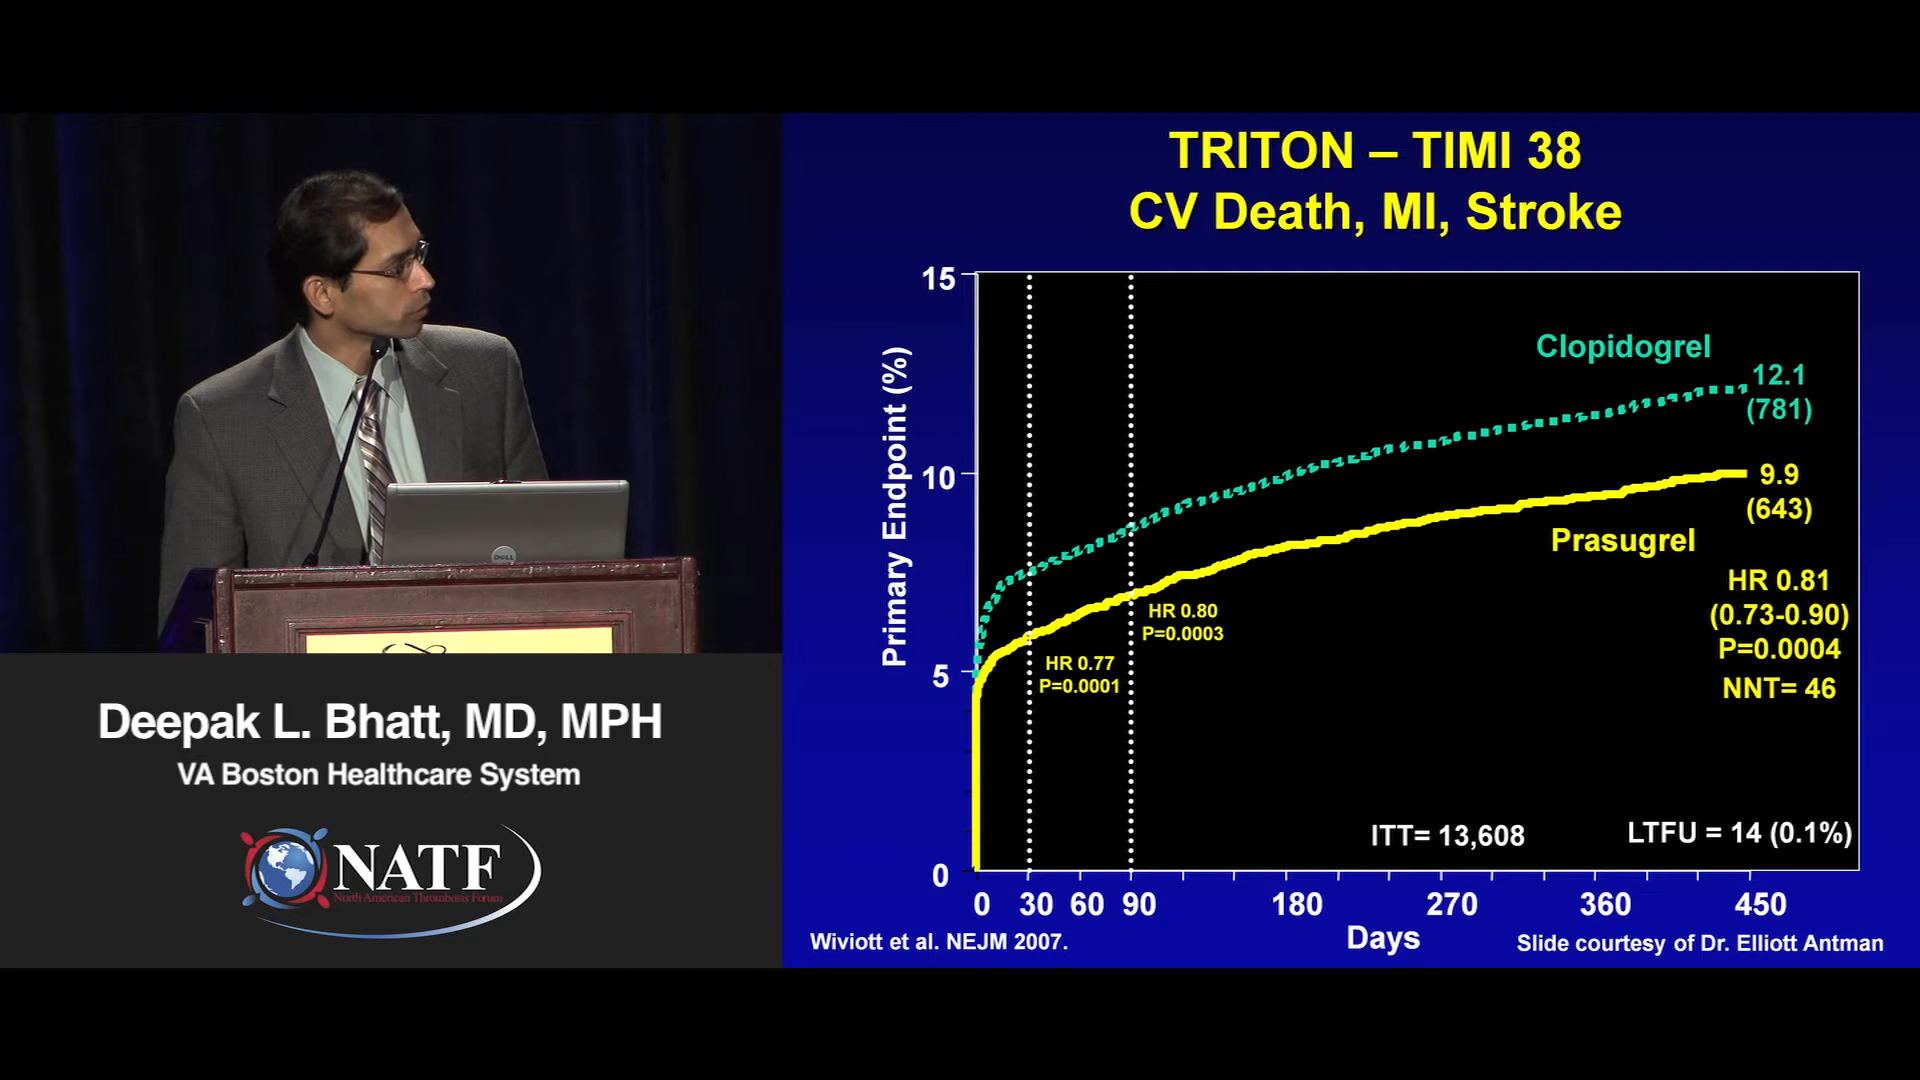 TRITON – TIMI 38
CV Death, MI, Stroke
15
10
5
0
Primary Endpoint (%)
Clopidogrel
12.1
(781)
9.9
(643)
Prasugrel
HR 0.81
(0.73-0.90)
P=0.0004
NNT= 46
HR 0.80
P=0.0003
HR 0.77
P=0.0001
ITT= 13,608
LTFU = 14 (0.1%)
0 30 60 90 180 270 360 450
Days
Wiviott et al. NEJM 2007.
Slide courtesy of Dr. Elliott Antman
DELL
Deepak L. Bhatt, MD, MPH
VA Boston Healthcare System
NATF
North American Thrombosis Forum